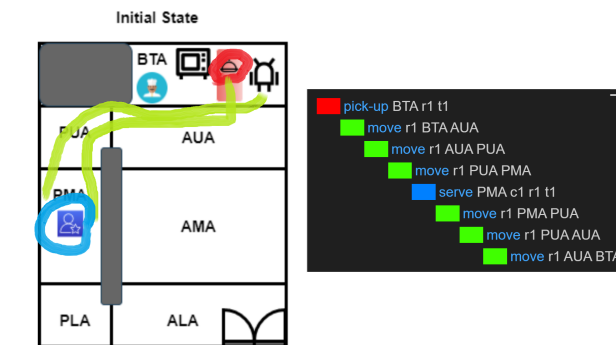 Initial State
BTA
PUA
AUA
PMA
AMA
PLA
ALA
pick-up BTA r1 t1
move r1 BTA AUA
move r1 AUA PUA
move r1 PUA PMA
serve PMA c1 r1 t1
move r1 PMA PUA
move r1 PUA AUA
move r1 AUA BTA